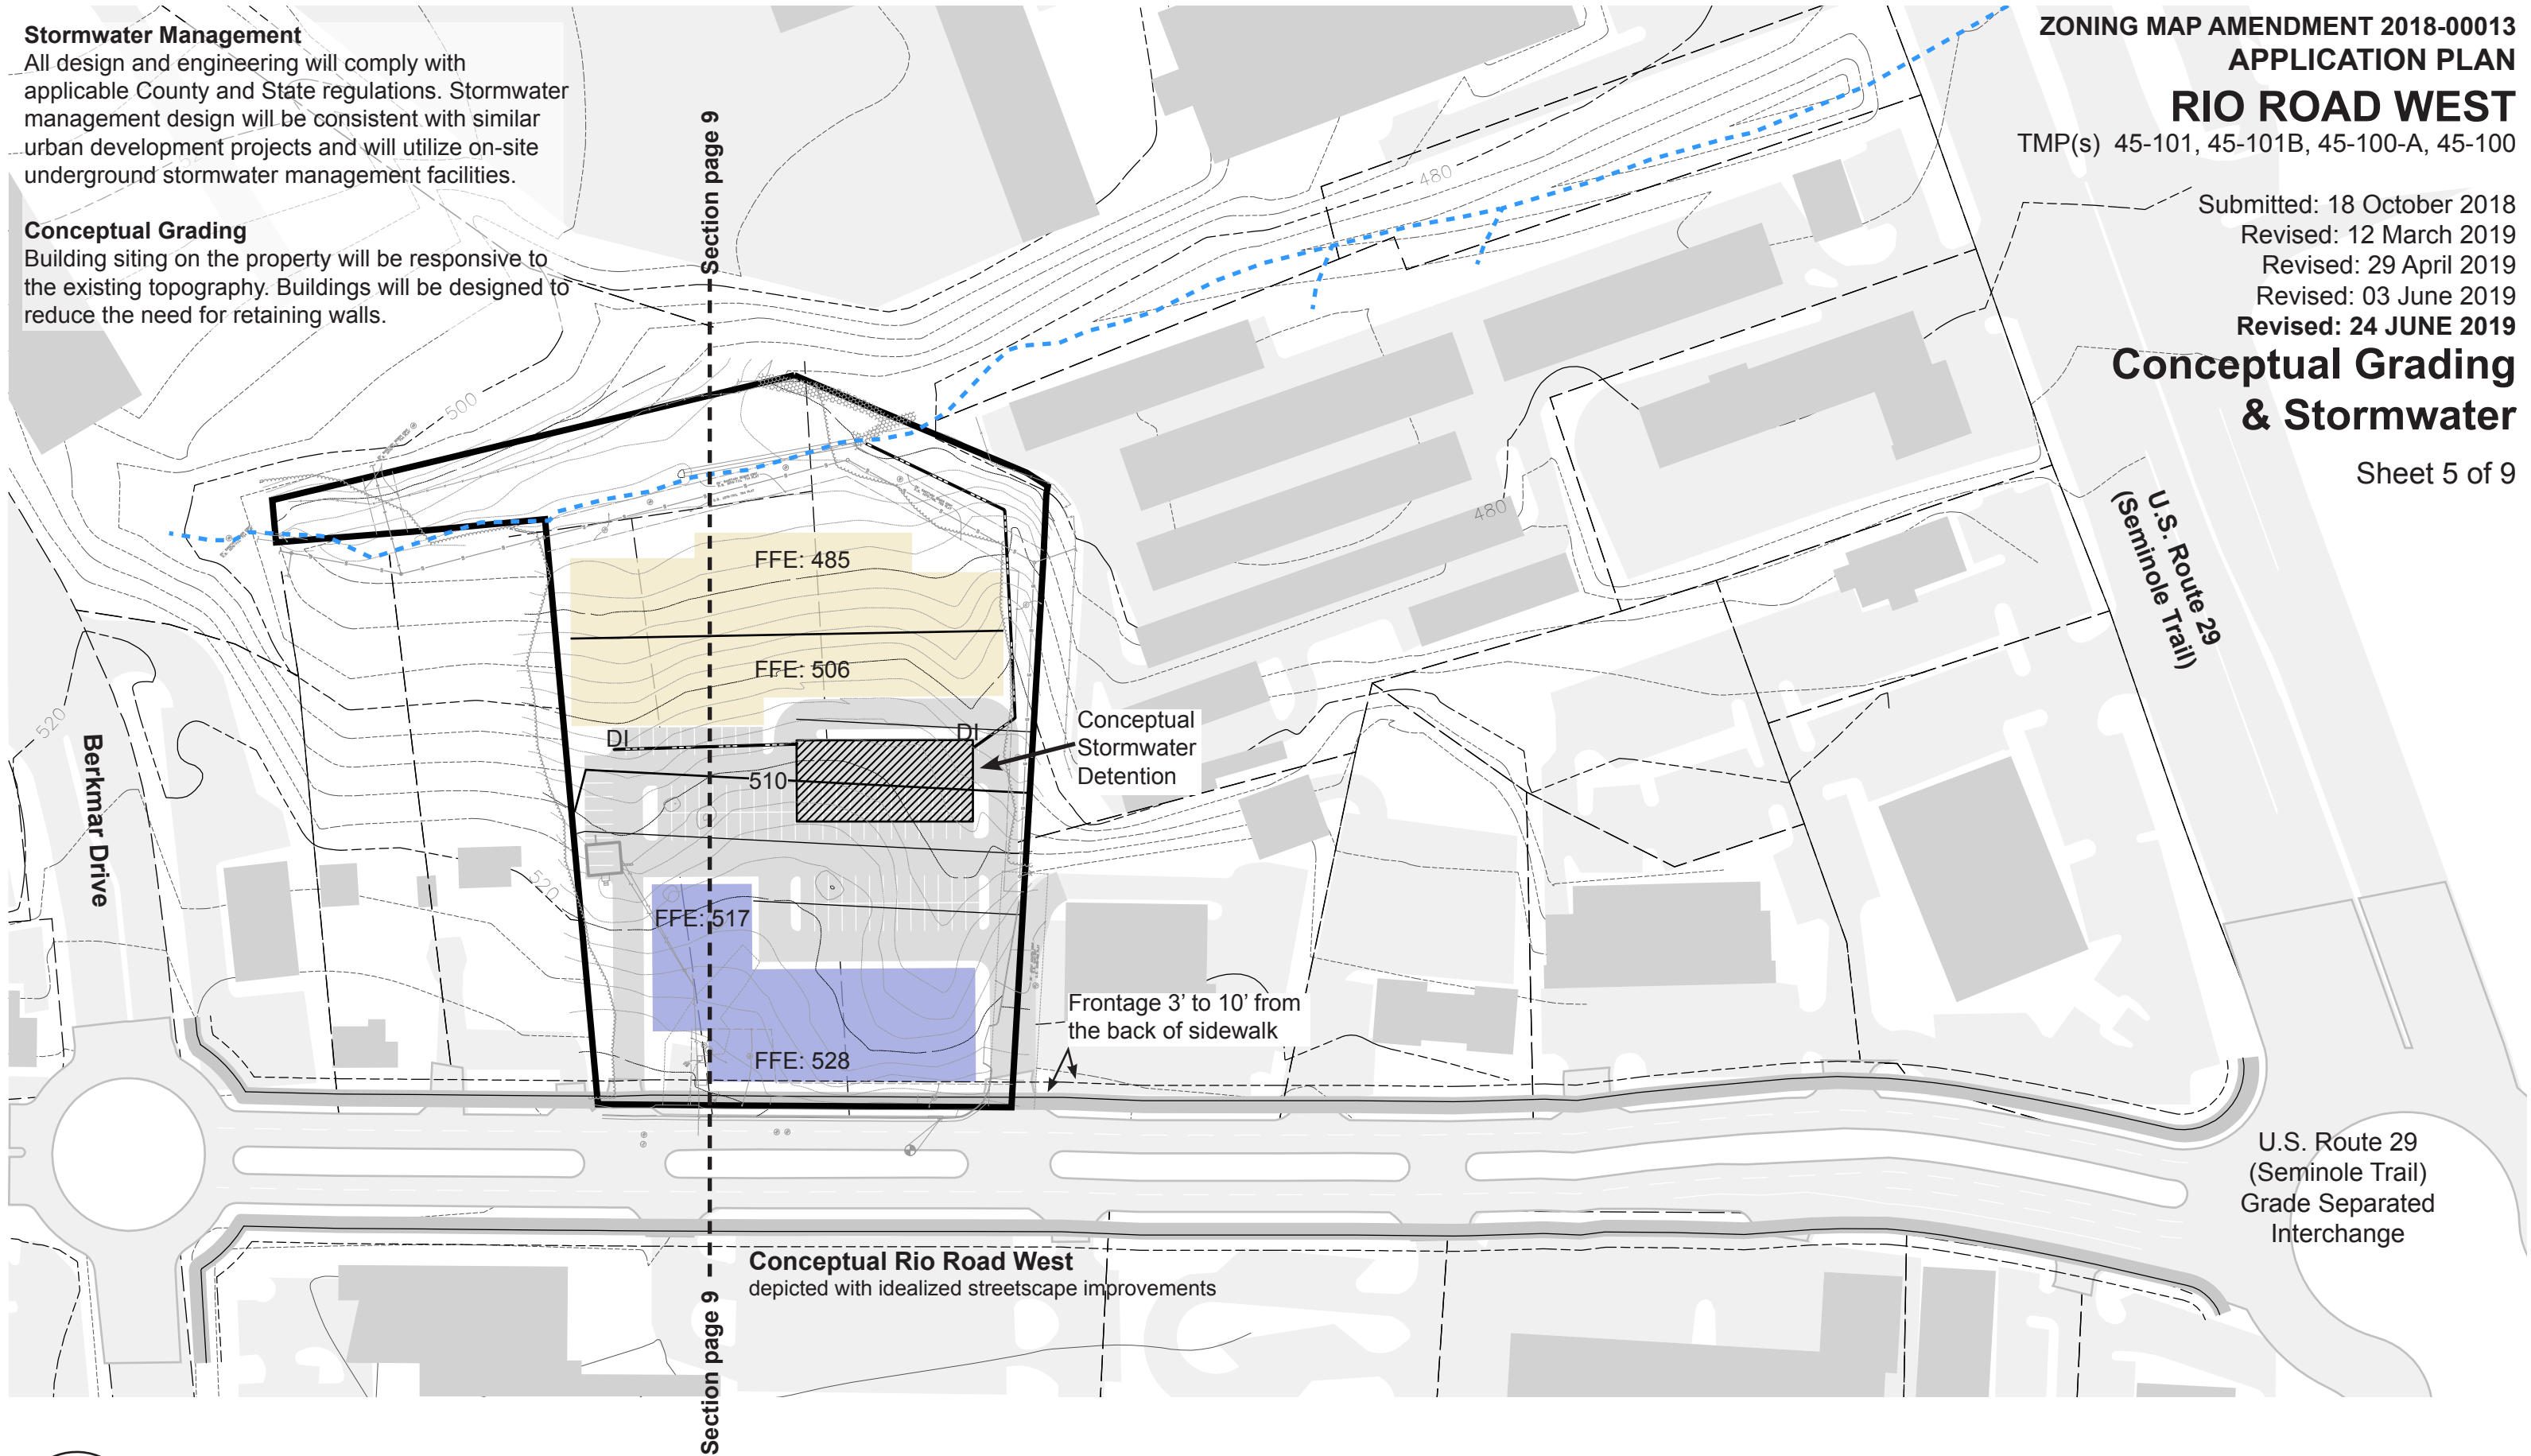 Stormwater Management
All design and engineering will comply with
applicable County and State regulations. Stormwater
management design will be consistent with similar
urban development projects and will utilize on-site
underground stormwater management facilities.
Conceptual Grading
Building siting on the property will be responsive to
the existing topography. Buildings will be designed to
reduce the need for retaining walls.
ZONING MAP AMENDMENT 2018-00013
APPLICATION PLAN
RIO ROAD WEST
TMP(s) 45-101, 45-101B, 45-100-A, 45-100
Submitted: 18 October 2018
Revised: 12 March 2019
Revised: 29 April 2019
Revised: 03 June 2019
Revised: 24 JUNE 2019
Conceptual Grading
& Stormwater
Sheet 5 of 9
Section page 9
480
500
480
U.S. Route 29
(Seminole Trail)
FFE: 485
FFE: 506
520
Berkmar Drive
DI
DI
Conceptual
Stormwater
Detention
510
520
FFE: 517
Frontage 3’ to 10’ from
the back of sidewalk
FFE: 528
U.S. Route 29
(Seminole Trail)
Grade Separated
Interchange
Conceptual Rio Road West
depicted with idealized streetscape improvements
Section page 9